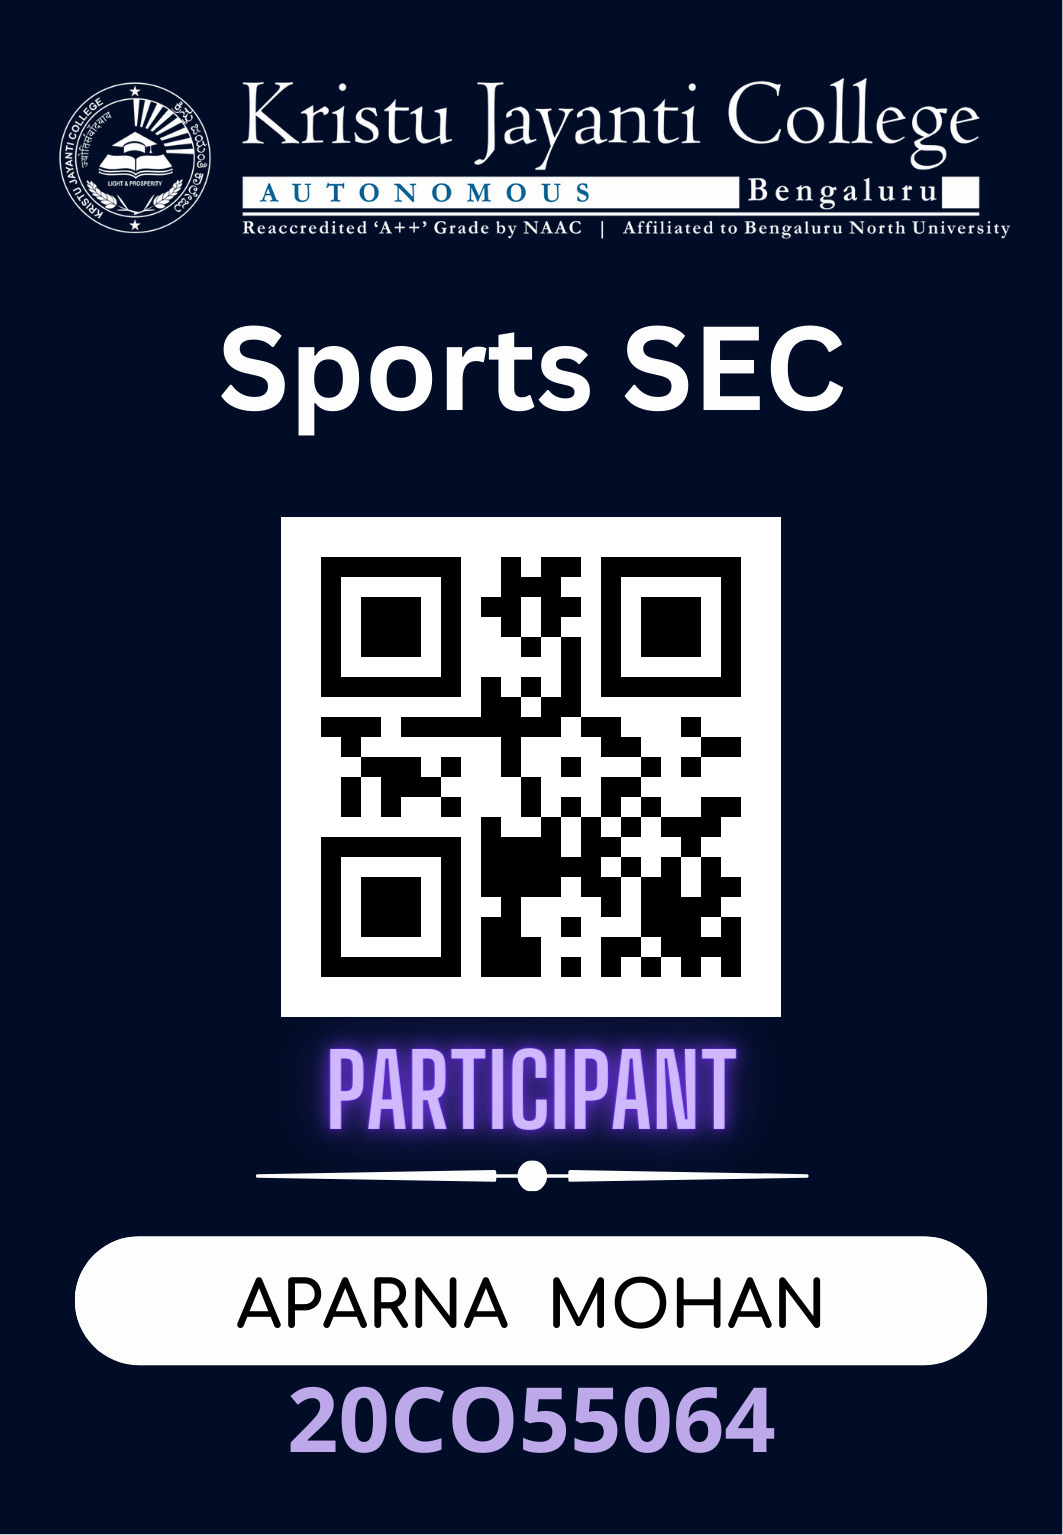 Kristu Jayanti College
AUTONOMOUS Bengaluru
Reaccredited ‘A++’ Grade by NAAC | Affiliated to Bengaluru North University
KRISTU JAYANTI COLLEGE
LIGHT & PROSPERITY
Sports SEC
PARTICIPANT
APARNA MOHAN
20CO55064